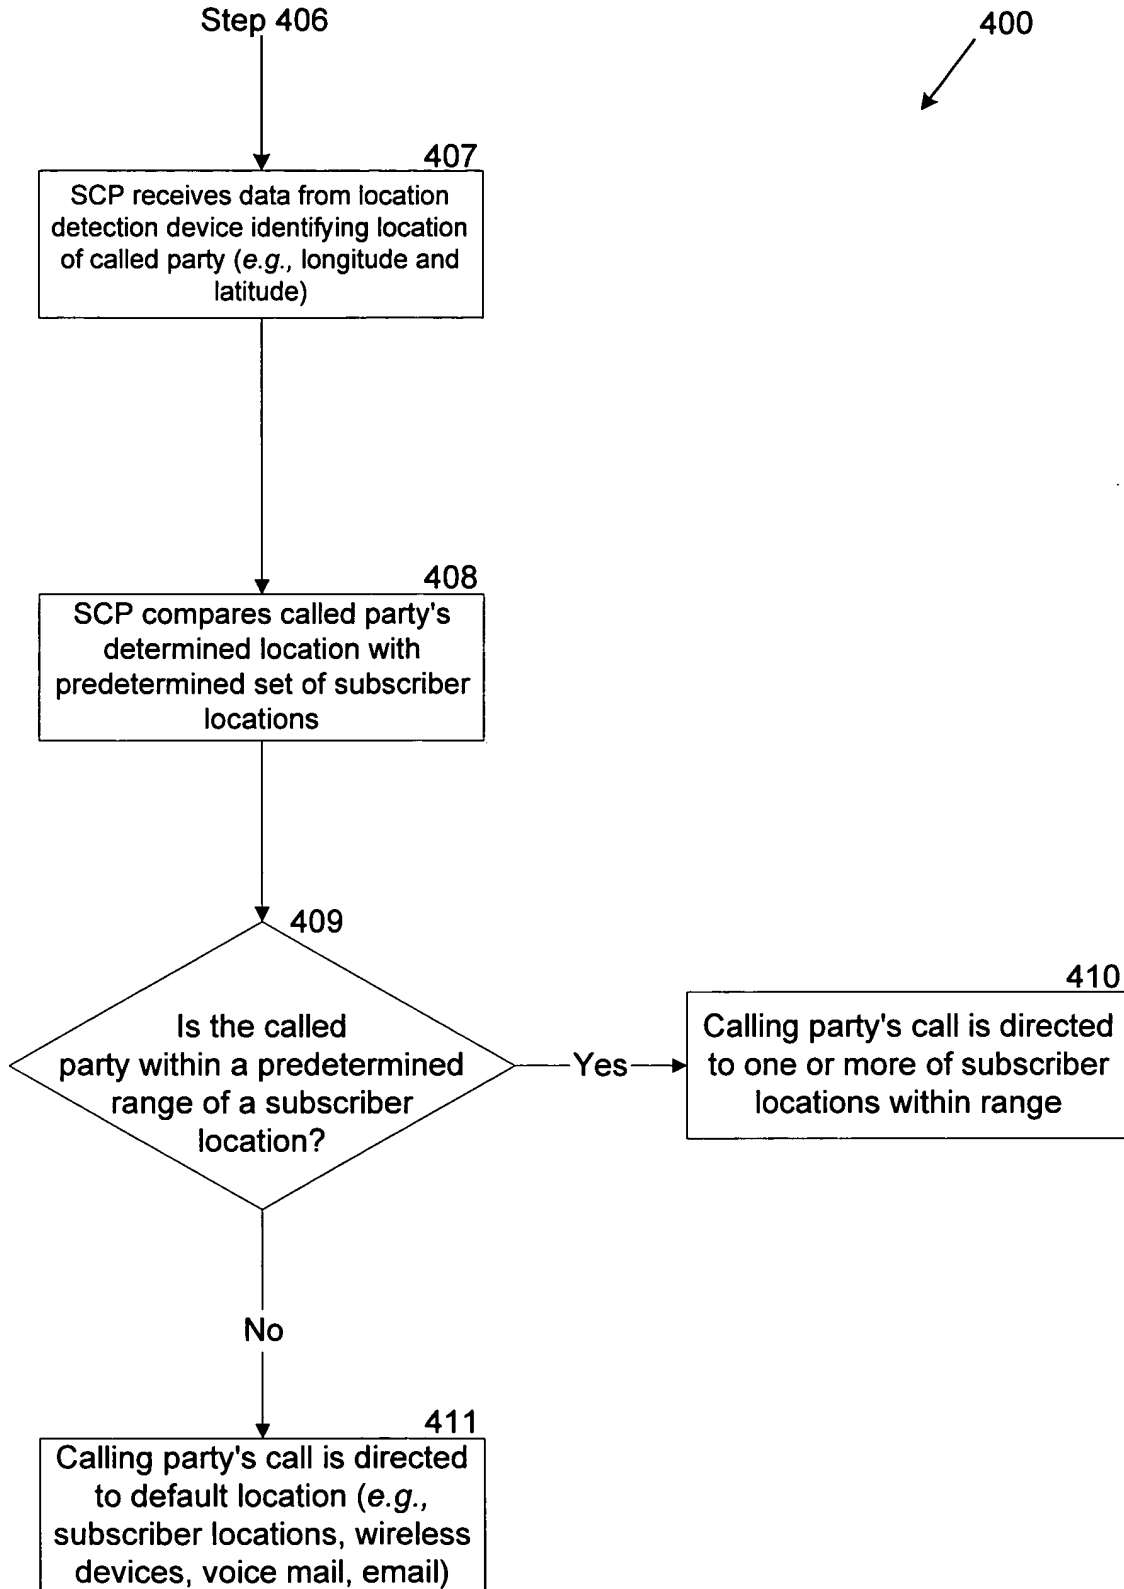 Step 406
400
407
SCP receives data from location
detection device identifying location
of called party (e.g., longitude and
latitude)
408
SCP compares called party's
determined location with
predetermined set of subscriber
locations
409
Is the called
party within a predetermined
range of a subscriber
location?
Yes
410
Calling party's call is directed
to one or more of subscriber
locations within range
No
411
Calling party's call is directed
to default location (e.g.,
subscriber locations, wireless
devices, voice mail, email)